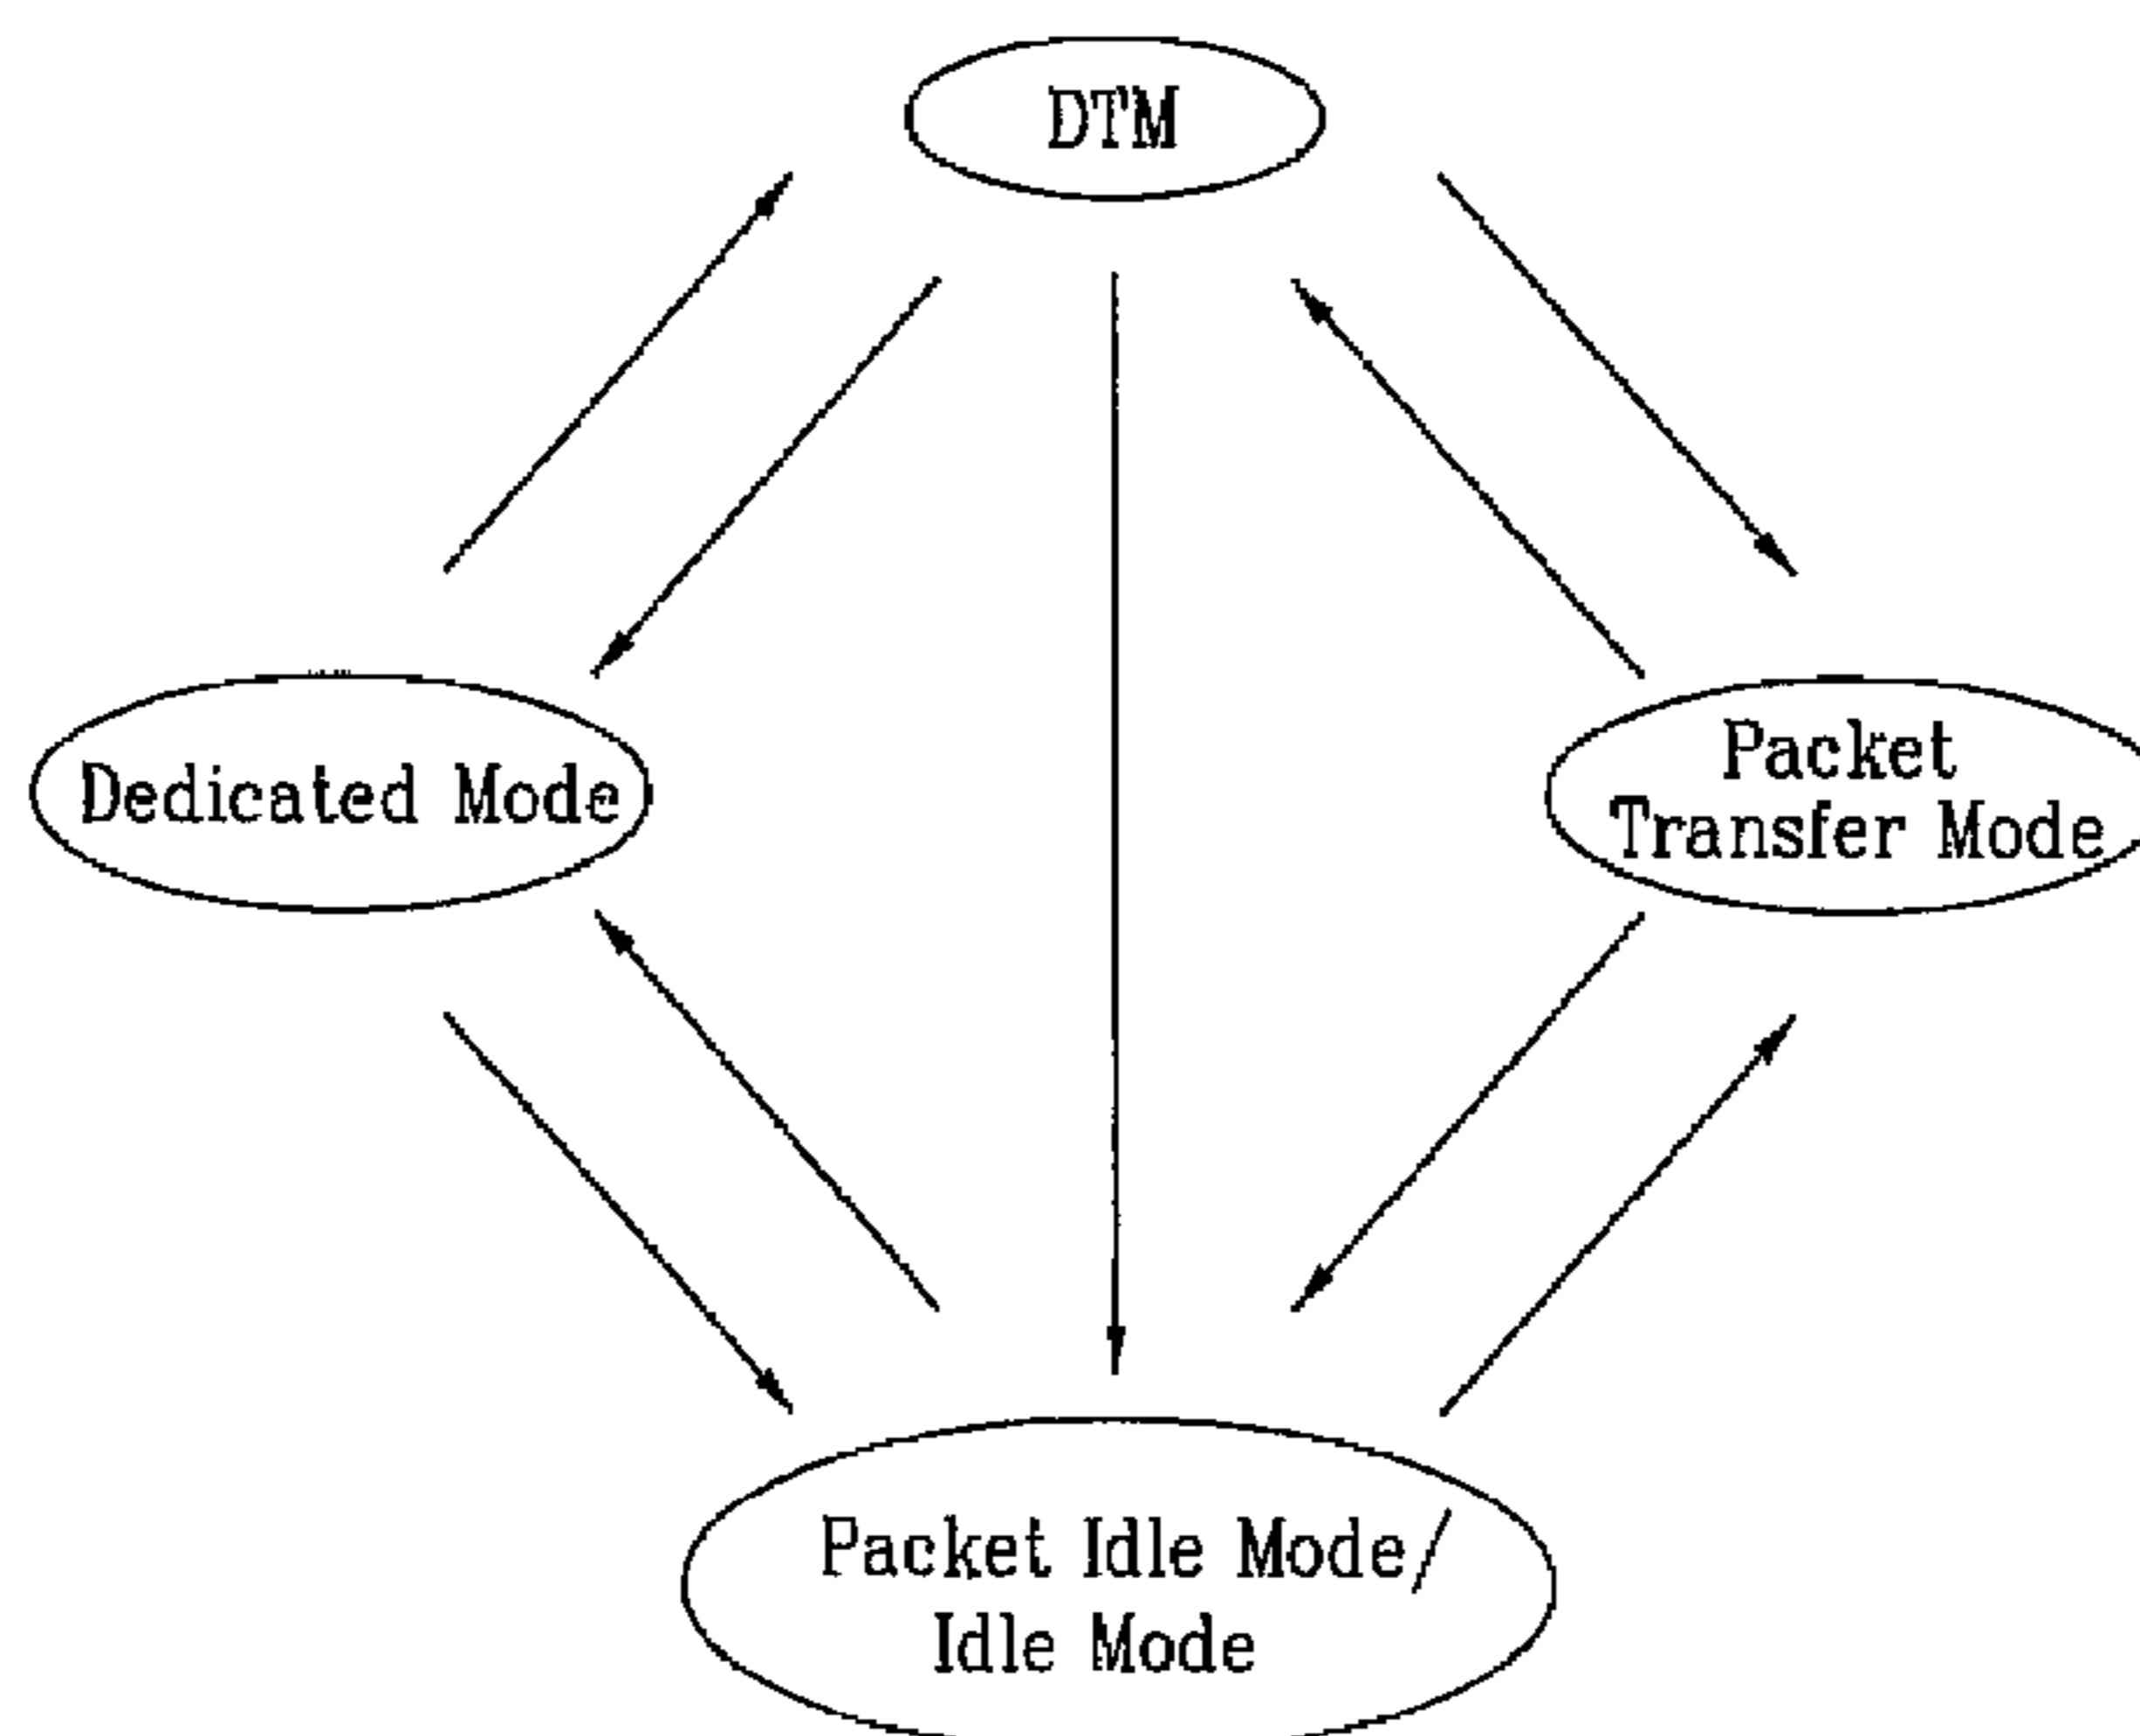 DTM
Dedicated Mode
Packet
Transfer Mode
Packet Idle Mode/
Idle Mode